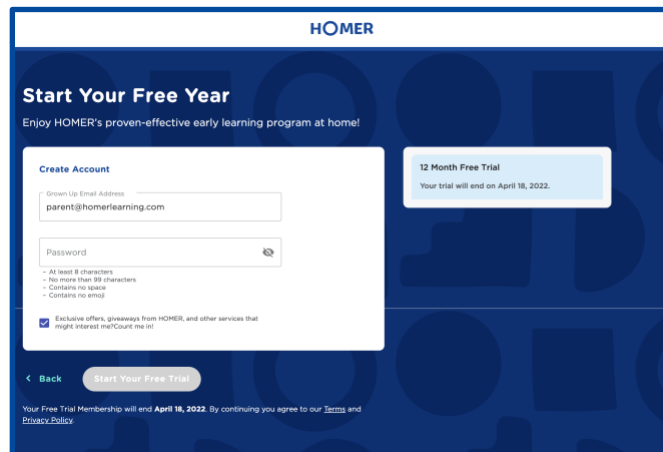 HOMER
Start Your Free Year
Enjoy HOMER's proven-effective early learning program at home!
Create Account
Grown Up Email Address
parent@homerlearning.com
Password
– At least 8 characters
– No more than 99 characters
– Contains no space
– Contains no emoji
Exclusive offers, giveaways from HOMER, and other services that
might interest me?Count me in!
12 Month Free Trial
Your trial will end on April 18, 2022.
< Back
Start Your Free Trial
Your Free Trial Membership will end April 18, 2022. By continuing you agree to our Terms and
Privacy Policy.